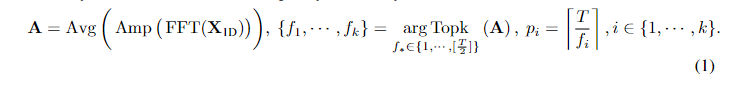 A = Avg ( Amp ( FFT(X_1D) ) ), {f_1, ⋯ , f_k} = arg Topk_{f_*∈{1,⋯,[T/2]}} (A) , p_i = ⌈ T/f_i ⌉ , i ∈ {1, ⋯ , k}.
(1)